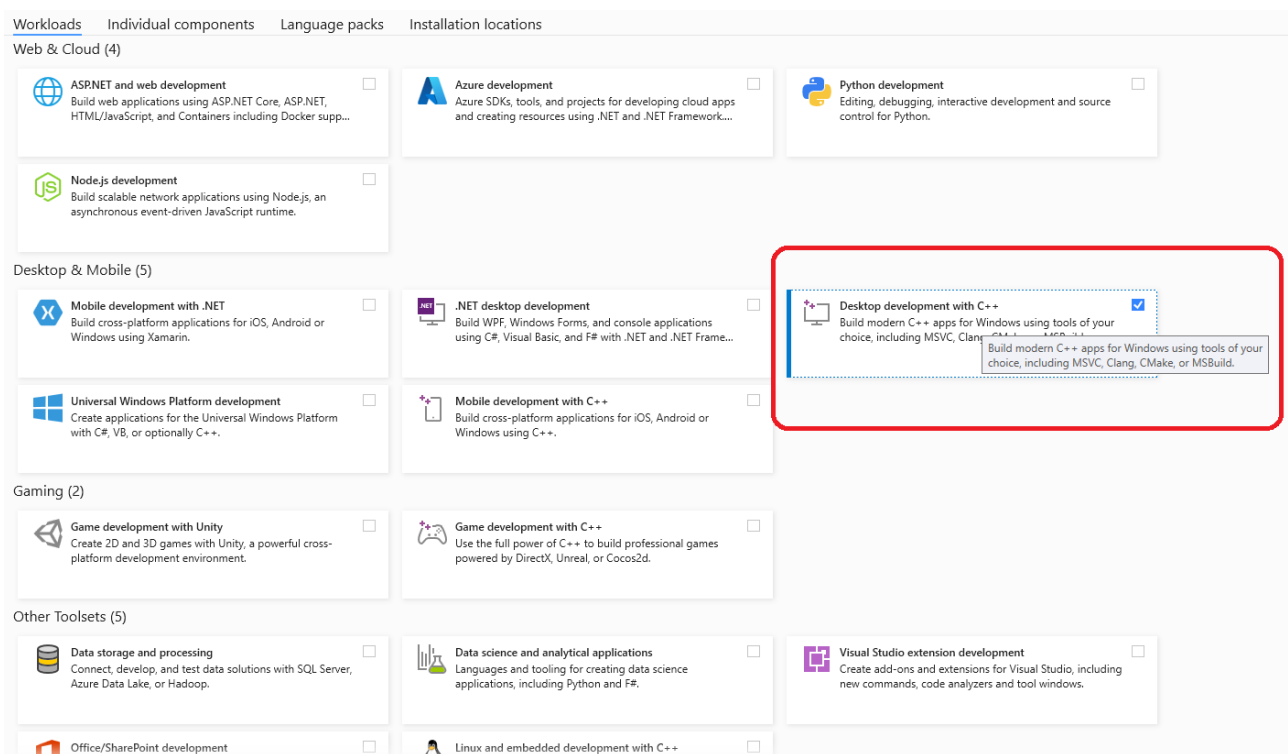 Workloads Individual components Language packs Installation locations
Web & Cloud (4)
ASP.NET and web development
Build web applications using ASP.NET Core, ASP.NET,
HTML/JavaScript, and Containers including Docker supp...
Azure development
Azure SDKs, tools, and projects for developing cloud apps
and creating resources using .NET and .NET Framework....
Python development
Editing, debugging, interactive development and source
control for Python.
Node.js development
Build scalable network applications using Node.js, an
asynchronous event-driven JavaScript runtime.
Desktop & Mobile (5)
Mobile development with .NET
Build cross-platform applications for iOS, Android or
Windows using Xamarin.
.NET
.NET desktop development
Build WPF, Windows Forms, and console applications
using C#, Visual Basic, and F# with .NET and .NET Frame...
Desktop development with C++
Build modern C++ apps for Windows using tools of your
choice, including MSVC, Clang, CMake, or MSBuild.
Build modern C++ apps for Windows using tools of your
choice, including MSVC, Clang, CMake, or MSBuild.
Universal Windows Platform development
Create applications for the Universal Windows Platform
with C#, VB, or optionally C++.
Mobile development with C++
Build cross-platform applications for iOS, Android or
Windows using C++.
Gaming (2)
Game development with Unity
Create 2D and 3D games with Unity, a powerful cross-
platform development environment.
Game development with C++
Use the full power of C++ to build professional games
powered by DirectX, Unreal, or Cocos2d.
Other Toolsets (5)
Data storage and processing
Connect, develop, and test data solutions with SQL Server,
Azure Data Lake, or Hadoop.
Data science and analytical applications
Languages and tooling for creating data science
applications, including Python and F#.
Visual Studio extension development
Create add-ons and extensions for Visual Studio, including
new commands, code analyzers and tool windows.
Office/SharePoint development
Linux and embedded development with C++